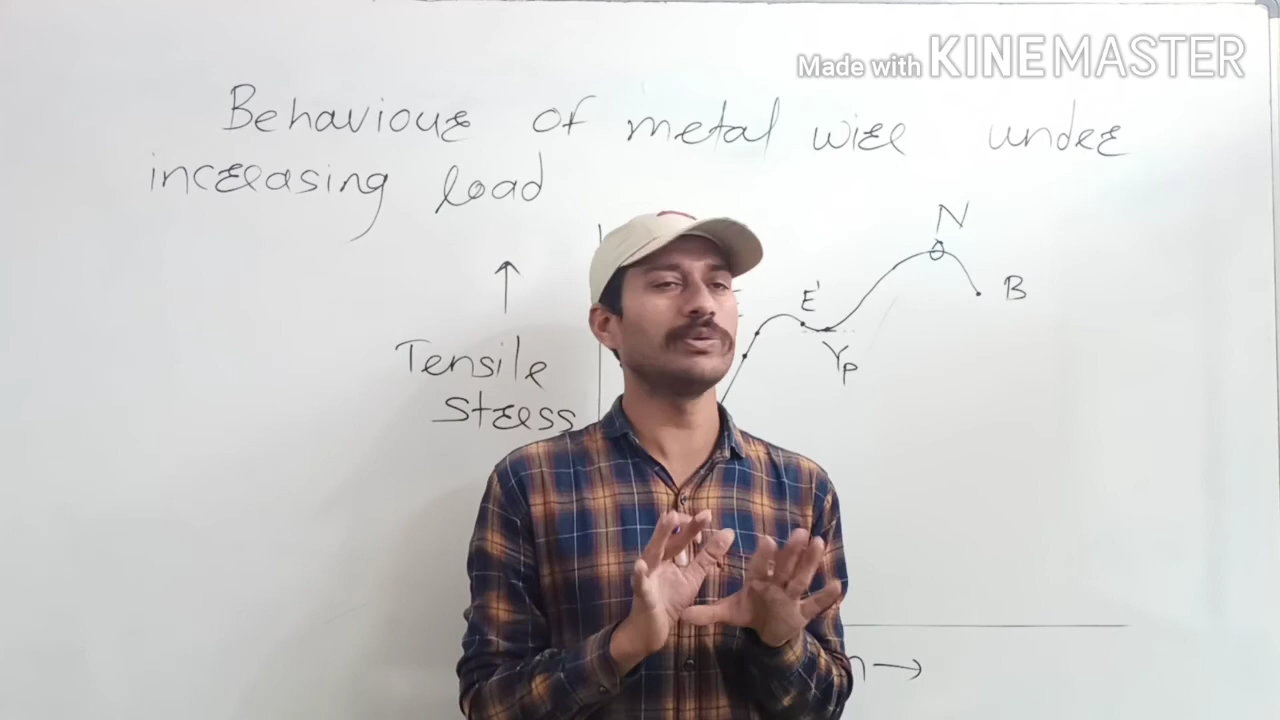 Made with KINEMASTER
Behaviour of metal wire under
increasing load
N
E'
B
Tensile
stress
Yp
n→